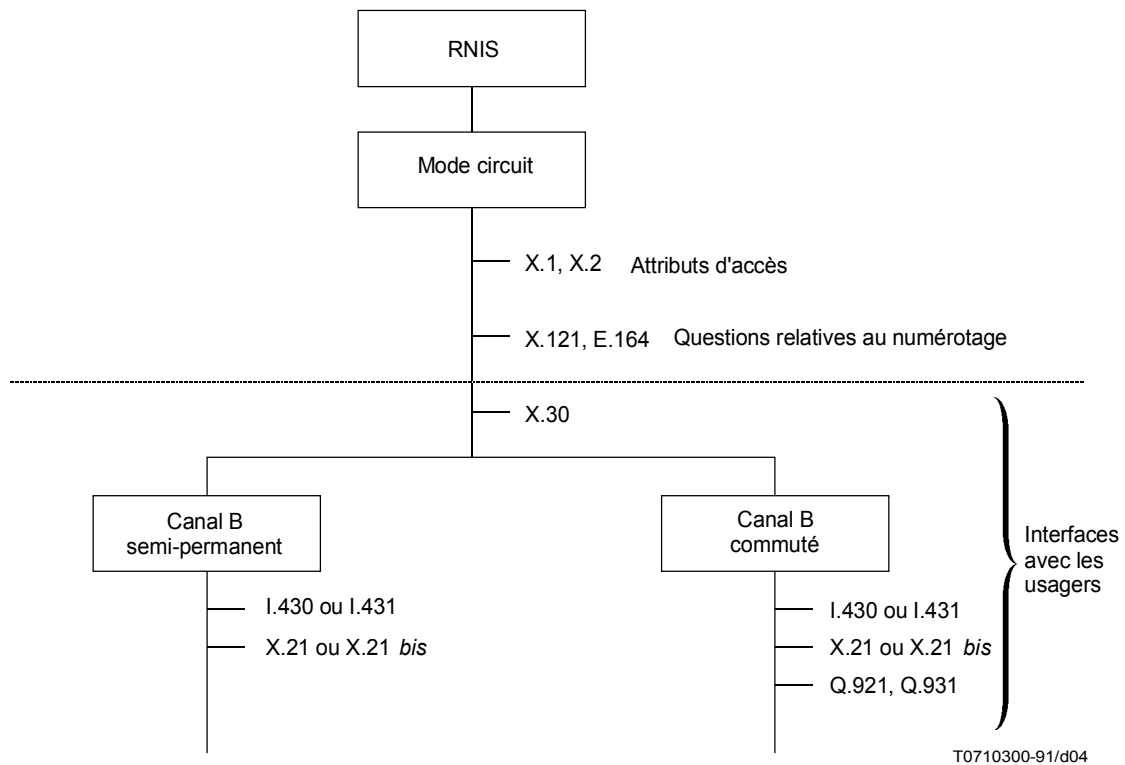 RNIS
Mode circuit
X.1, X.2 Attributs d'accès
X.121, E.164 Questions relatives au numérotage
X.30
Canal B
semi-permanent
I.430 ou I.431
X.21 ou X.21 bis
Canal B
commuté
I.430 ou I.431
X.21 ou X.21 bis
Q.921, Q.931
Interfaces
avec les
usagers
T0710300-91/d04